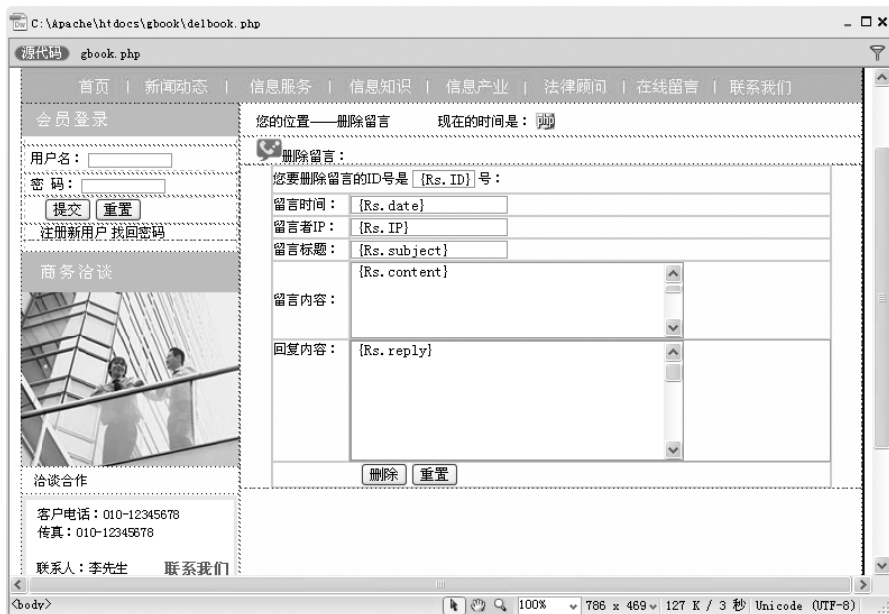 C:\Apache\htdocs\gbook\delbook.php
源代码 gbook.php
首页 | 新闻动态 | 信息服务 | 信息知识 | 信息产业 | 法律顾问 | 在线留言 | 联系我们
会员登录
您的位置——删除留言 现在的时间是： php
删除留言：
用户名：
密 码：
提交 重置
注册新用户 找回密码
您要删除留言的ID号是 {Rs.ID} 号：
留言时间： {Rs.date}
留言者IP： {Rs.IP}
留言标题： {Rs.subject}
留言内容： {Rs.content}
回复内容： {Rs.reply}
删除 重置
商务洽谈
洽谈合作
客户电话：010-12345678
传真：010-12345678
联系人：李先生 联系我们
<body> 100% 786 x 469 127 K / 3 秒 Unicode (UTF-8)